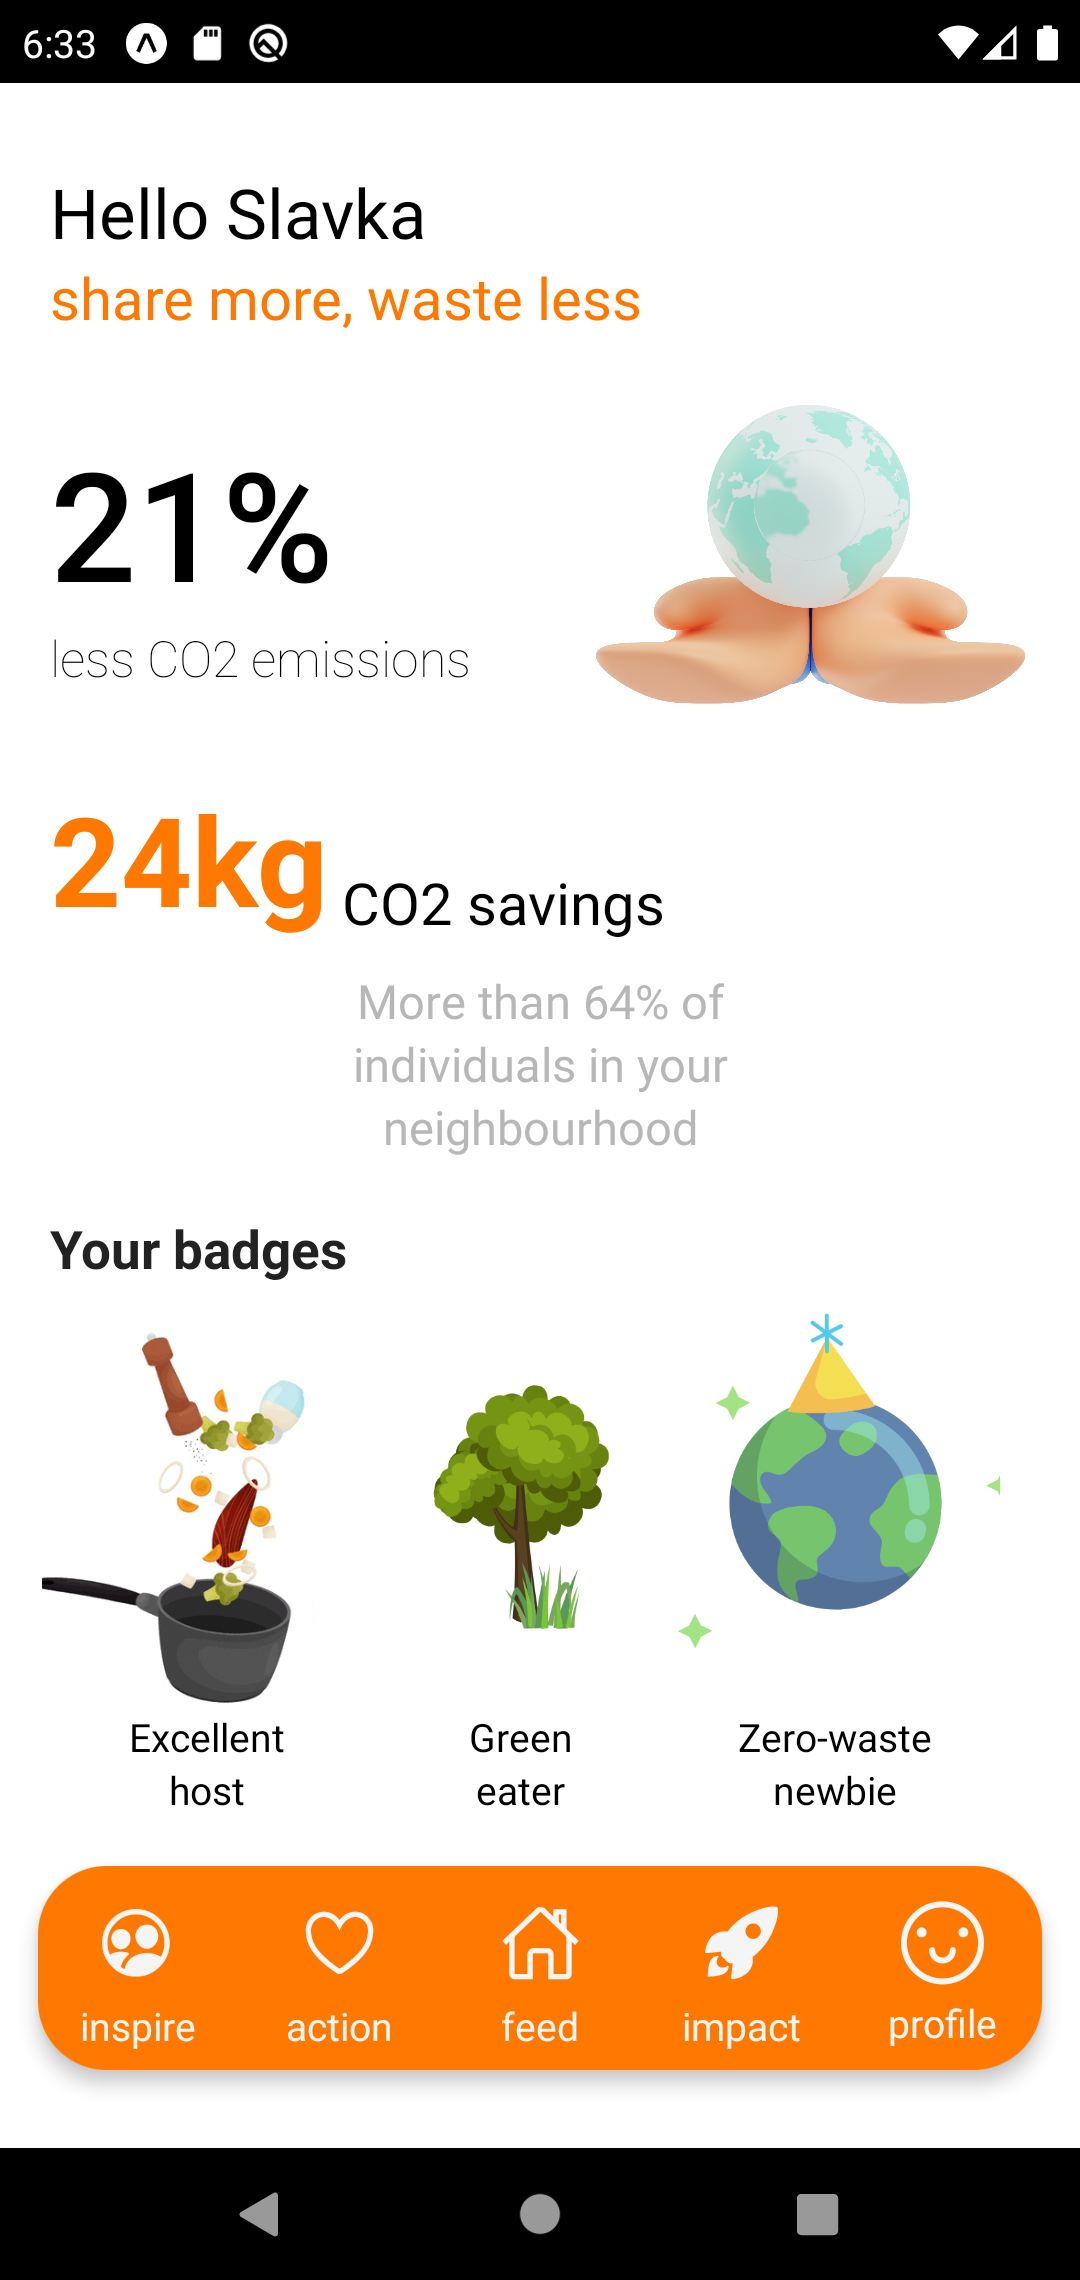 6:33
Hello Slavka
share more, waste less
21%
less CO2 emissions
24kg CO2 savings
More than 64% of
individuals in your
neighbourhood
Your badges
Excellent
host
Green
eater
Zero-waste
newbie
inspire
action
feed
impact
profile